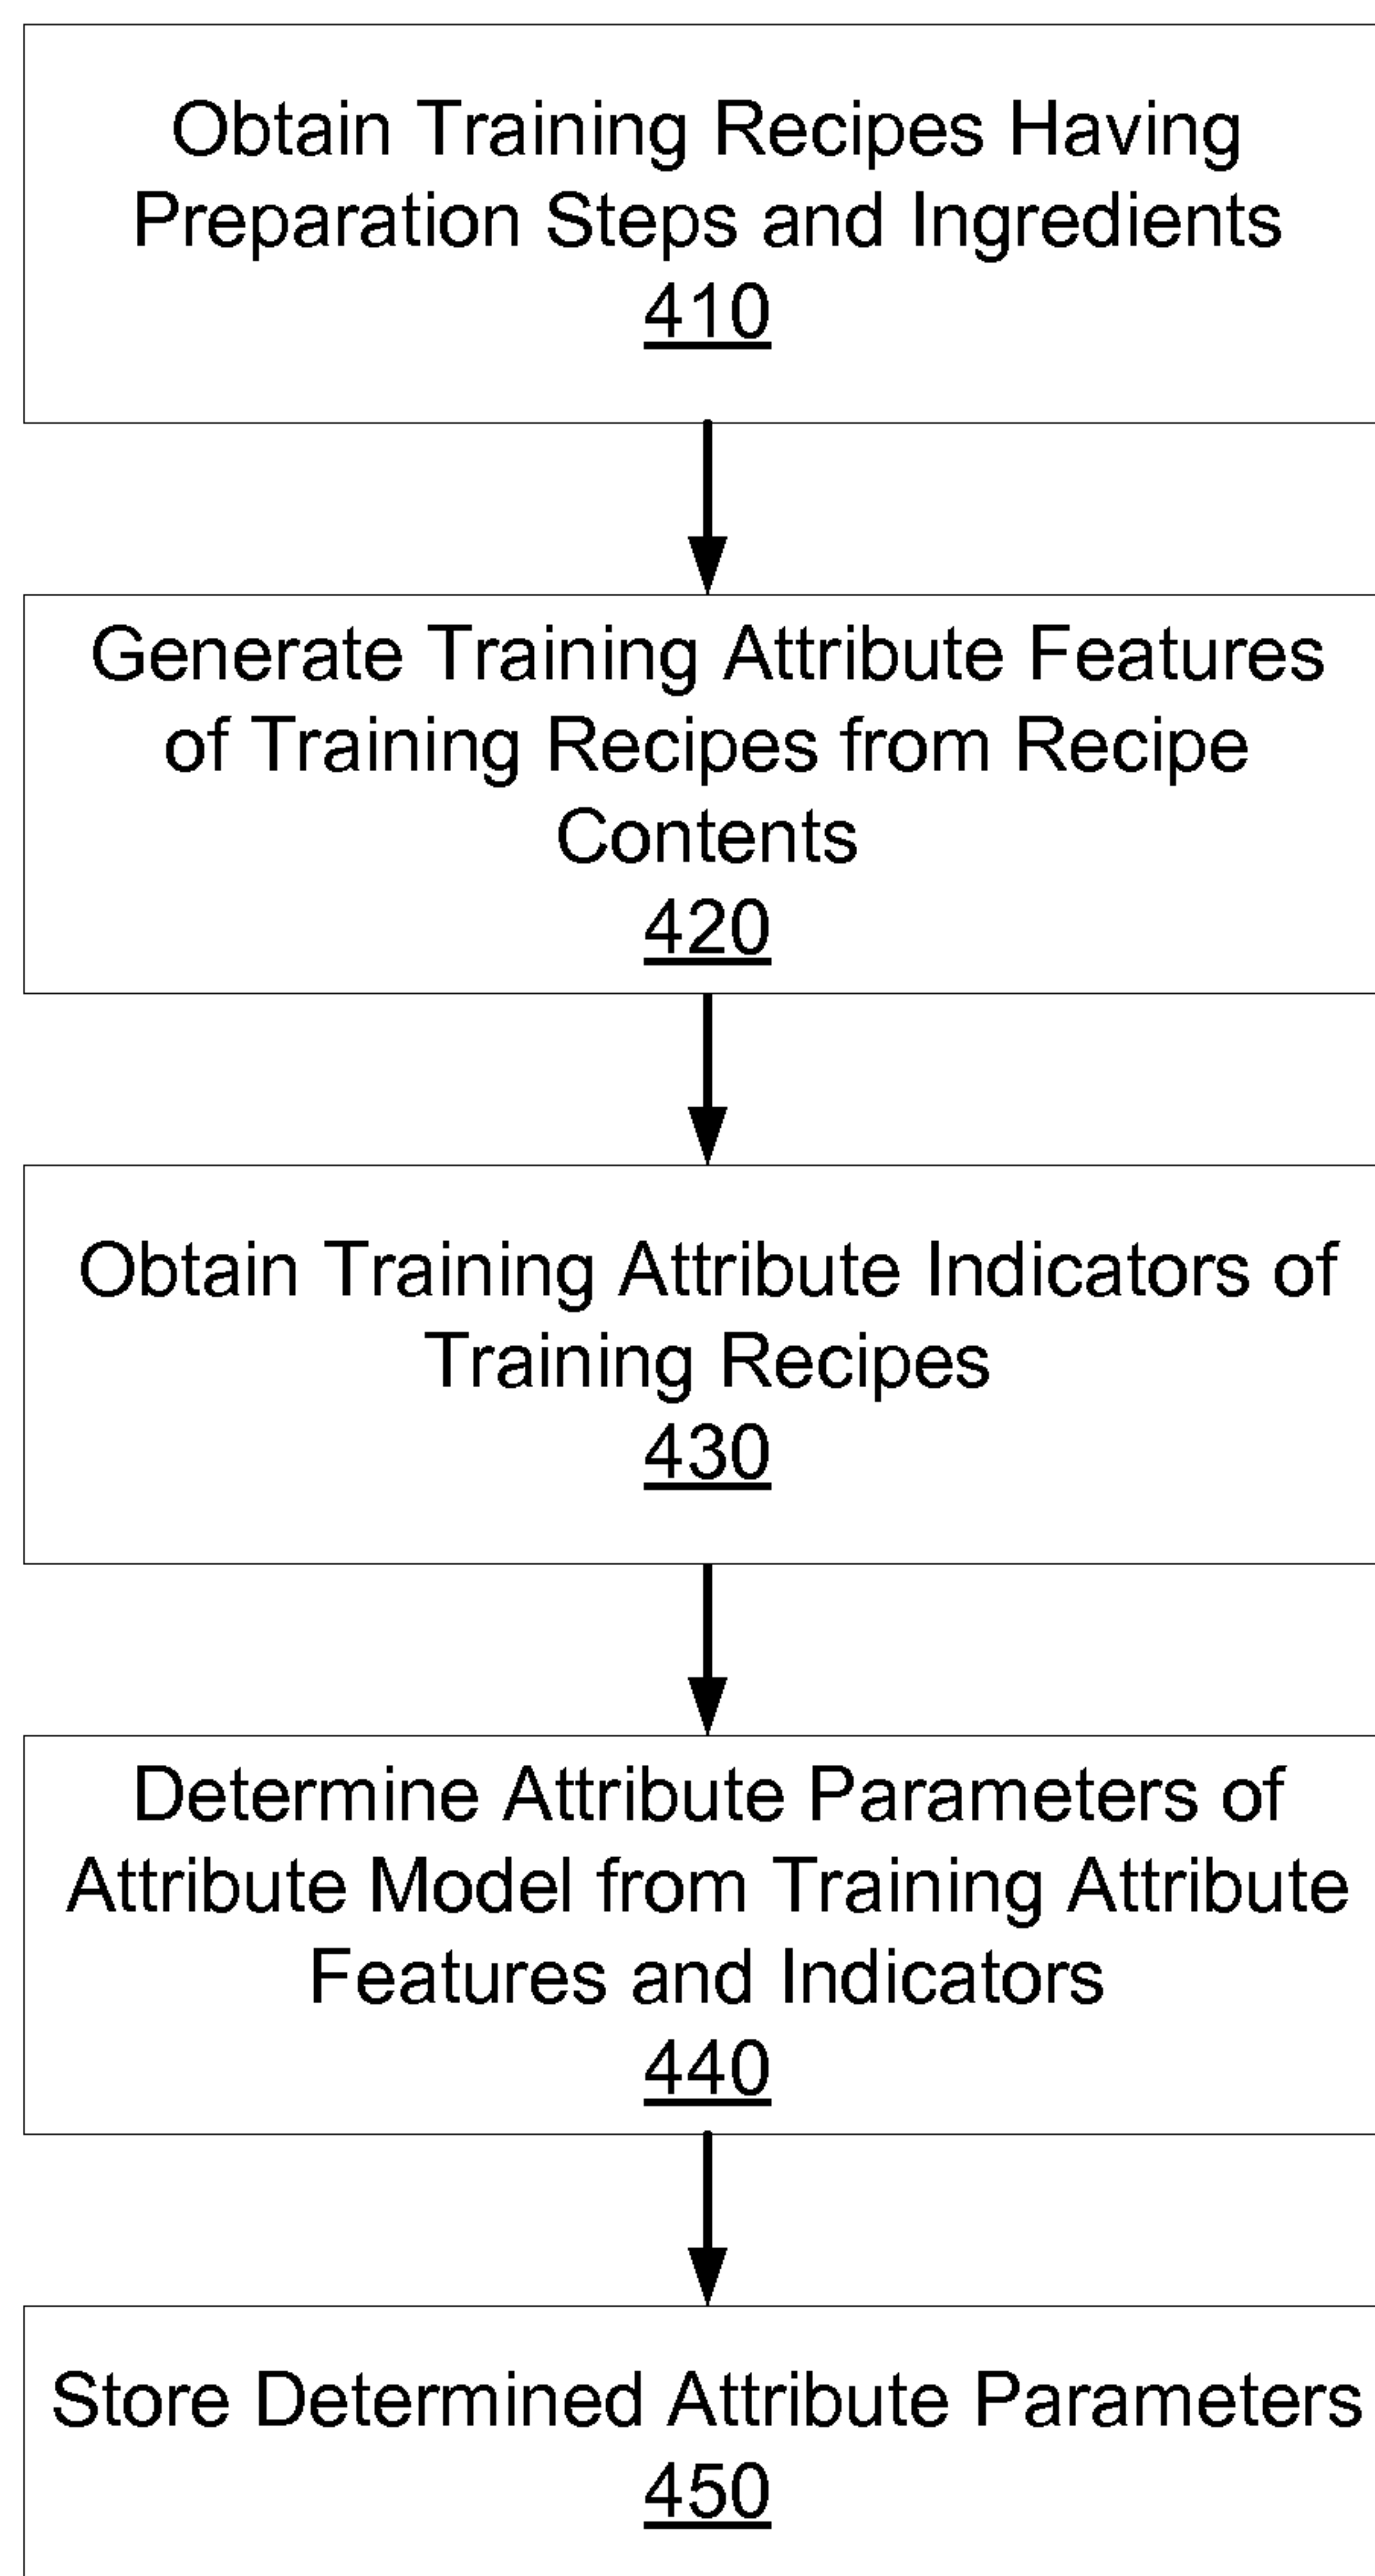 Obtain Training Recipes Having
Preparation Steps and Ingredients
410
Generate Training Attribute Features
of Training Recipes from Recipe
Contents
420
Obtain Training Attribute Indicators of
Training Recipes
430
Determine Attribute Parameters of
Attribute Model from Training Attribute
Features and Indicators
440
Store Determined Attribute Parameters
450